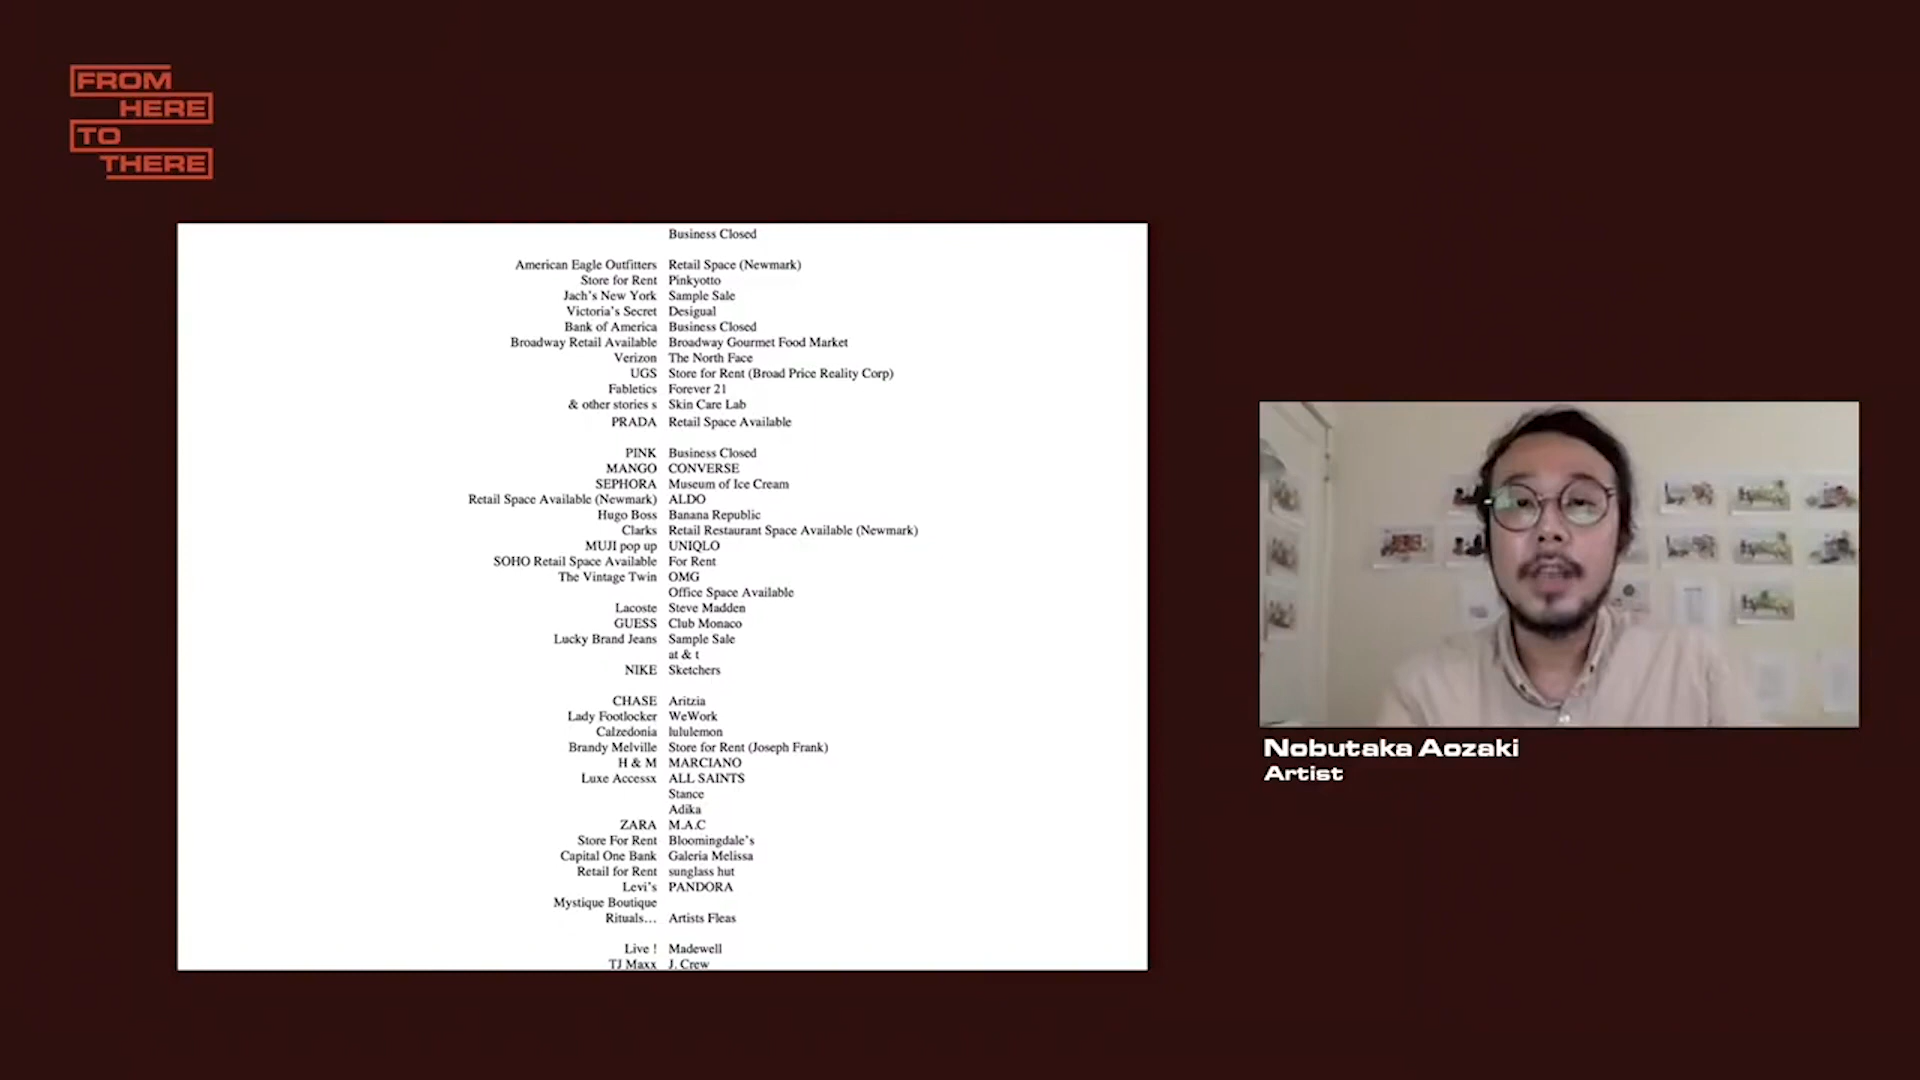 FROM
HERE
TO
THERE
Business Closed
American Eagle Outfitters Retail Space (Newmark)
Store for Rent Pinkyotto
Jach's New York Sample Sale
Victoria's Secret Desigual
Bank of America Business Closed
Broadway Retail Available Broadway Gourmet Food Market
Verizon The North Face
UGS Store for Rent (Broad Price Reality Corp)
Fabletics Forever 21
& other stories s Skin Care Lab
PRADA Retail Space Available
PINK Business Closed
MANGO CONVERSE
SEPHORA Museum of Ice Cream
Retail Space Available (Newmark) ALDO
Hugo Boss Banana Republic
Clarks Retail Restaurant Space Available (Newmark)
MUJI pop up UNIQLO
SOHO Retail Space Available For Rent
The Vintage Twin OMG
Office Space Available
Lacoste Steve Madden
GUESS Club Monaco
Lucky Brand Jeans Sample Sale
at & t
NIKE Sketchers
CHASE Aritzia
Lady Footlocker WeWork
Calzedonia lululemon
Brandy Melville Store for Rent (Joseph Frank)
H & M MARCIANO
Luxe Accessx ALL SAINTS
Stance
Adika
ZARA M.A.C
Store For Rent Bloomingdale's
Capital One Bank Galeria Melissa
Retail for Rent sunglass hut
Levi's PANDORA
Mystique Boutique
Rituals... Artists Fleas
Live ! Madewell
TJ Maxx J. Crew
Nobutaka Aozaki
Artist